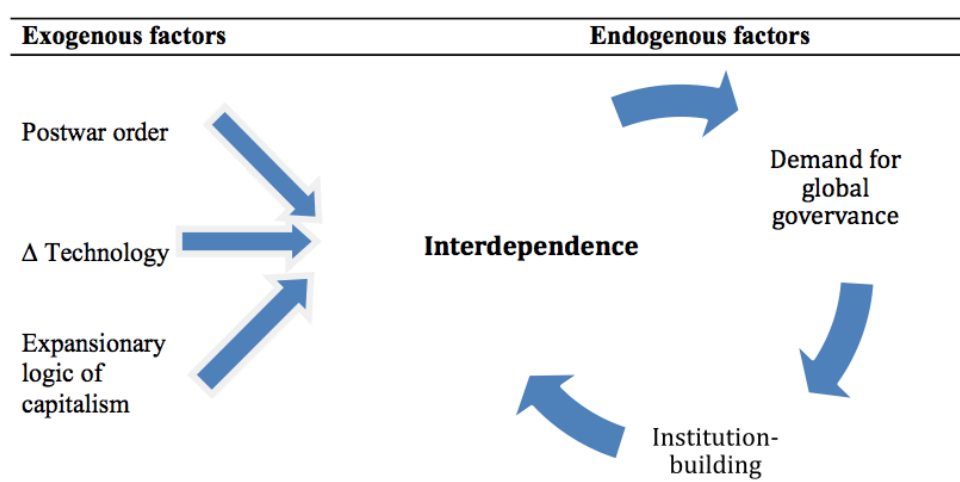 Exogenous factors
Endogenous factors
Postwar order
Δ Technology
Expansionary
logic of
capitalism
Interdependence
Demand for
global
govervance
Institution-
building